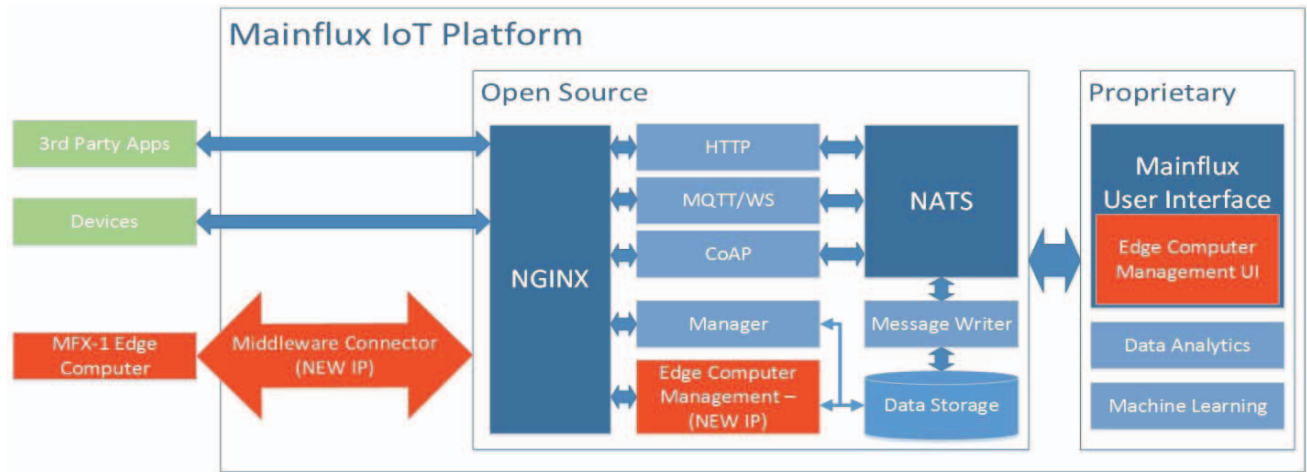 Mainflux IoT Platform
Open Source
Proprietary
3rd Party Apps
Devices
MFX-1 Edge
Computer
Middleware Connector
(NEW IP)
NGINX
HTTP
MQTT/WS
CoAP
Manager
Edge Computer
Management –
(NEW IP)
NATS
Message Writer
Data Storage
Mainflux
User Interface
Edge Computer
Management UI
Data Analytics
Machine Learning